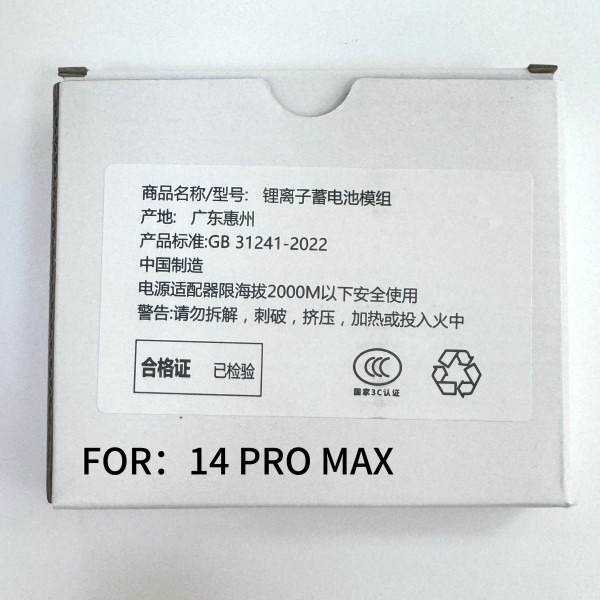 商品名称/型号: 锂离子蓄电池模组
产地: 广东惠州
产品标准:GB 31241-2022
中国制造
电源适配器限海拔2000M以下安全使用
警告:请勿拆解，刺破，挤压，加热或投入火中
合格证 已检验
国家3C认证
FOR：14 PRO MAX